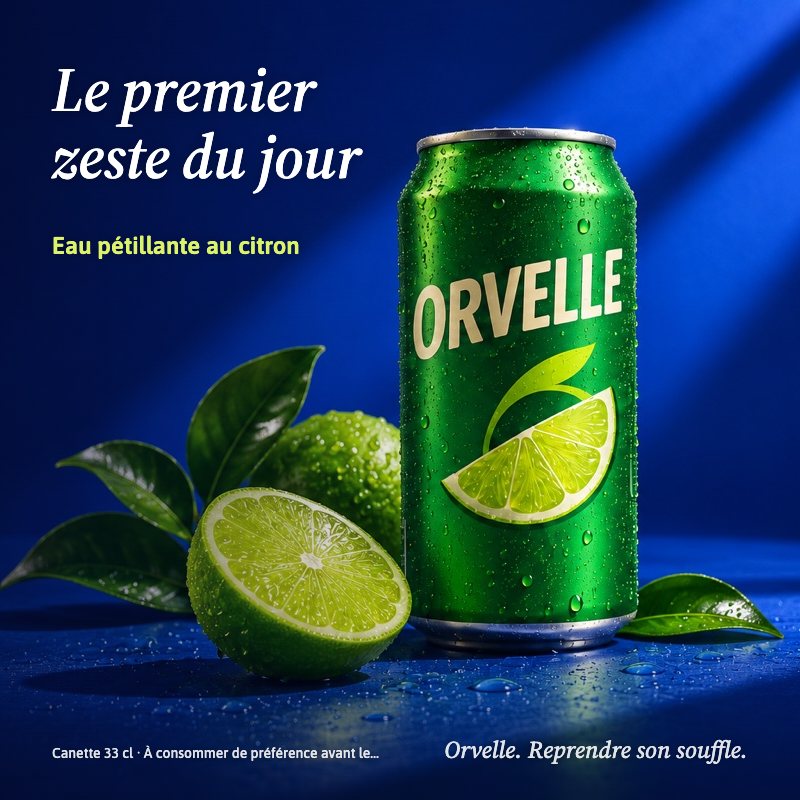 Le premier
zeste du jour
Eau pétillante au citron
ORVELLE
Canette 33 cl · À consommer de préférence avant le...
Orvelle. Reprendre son souffle.